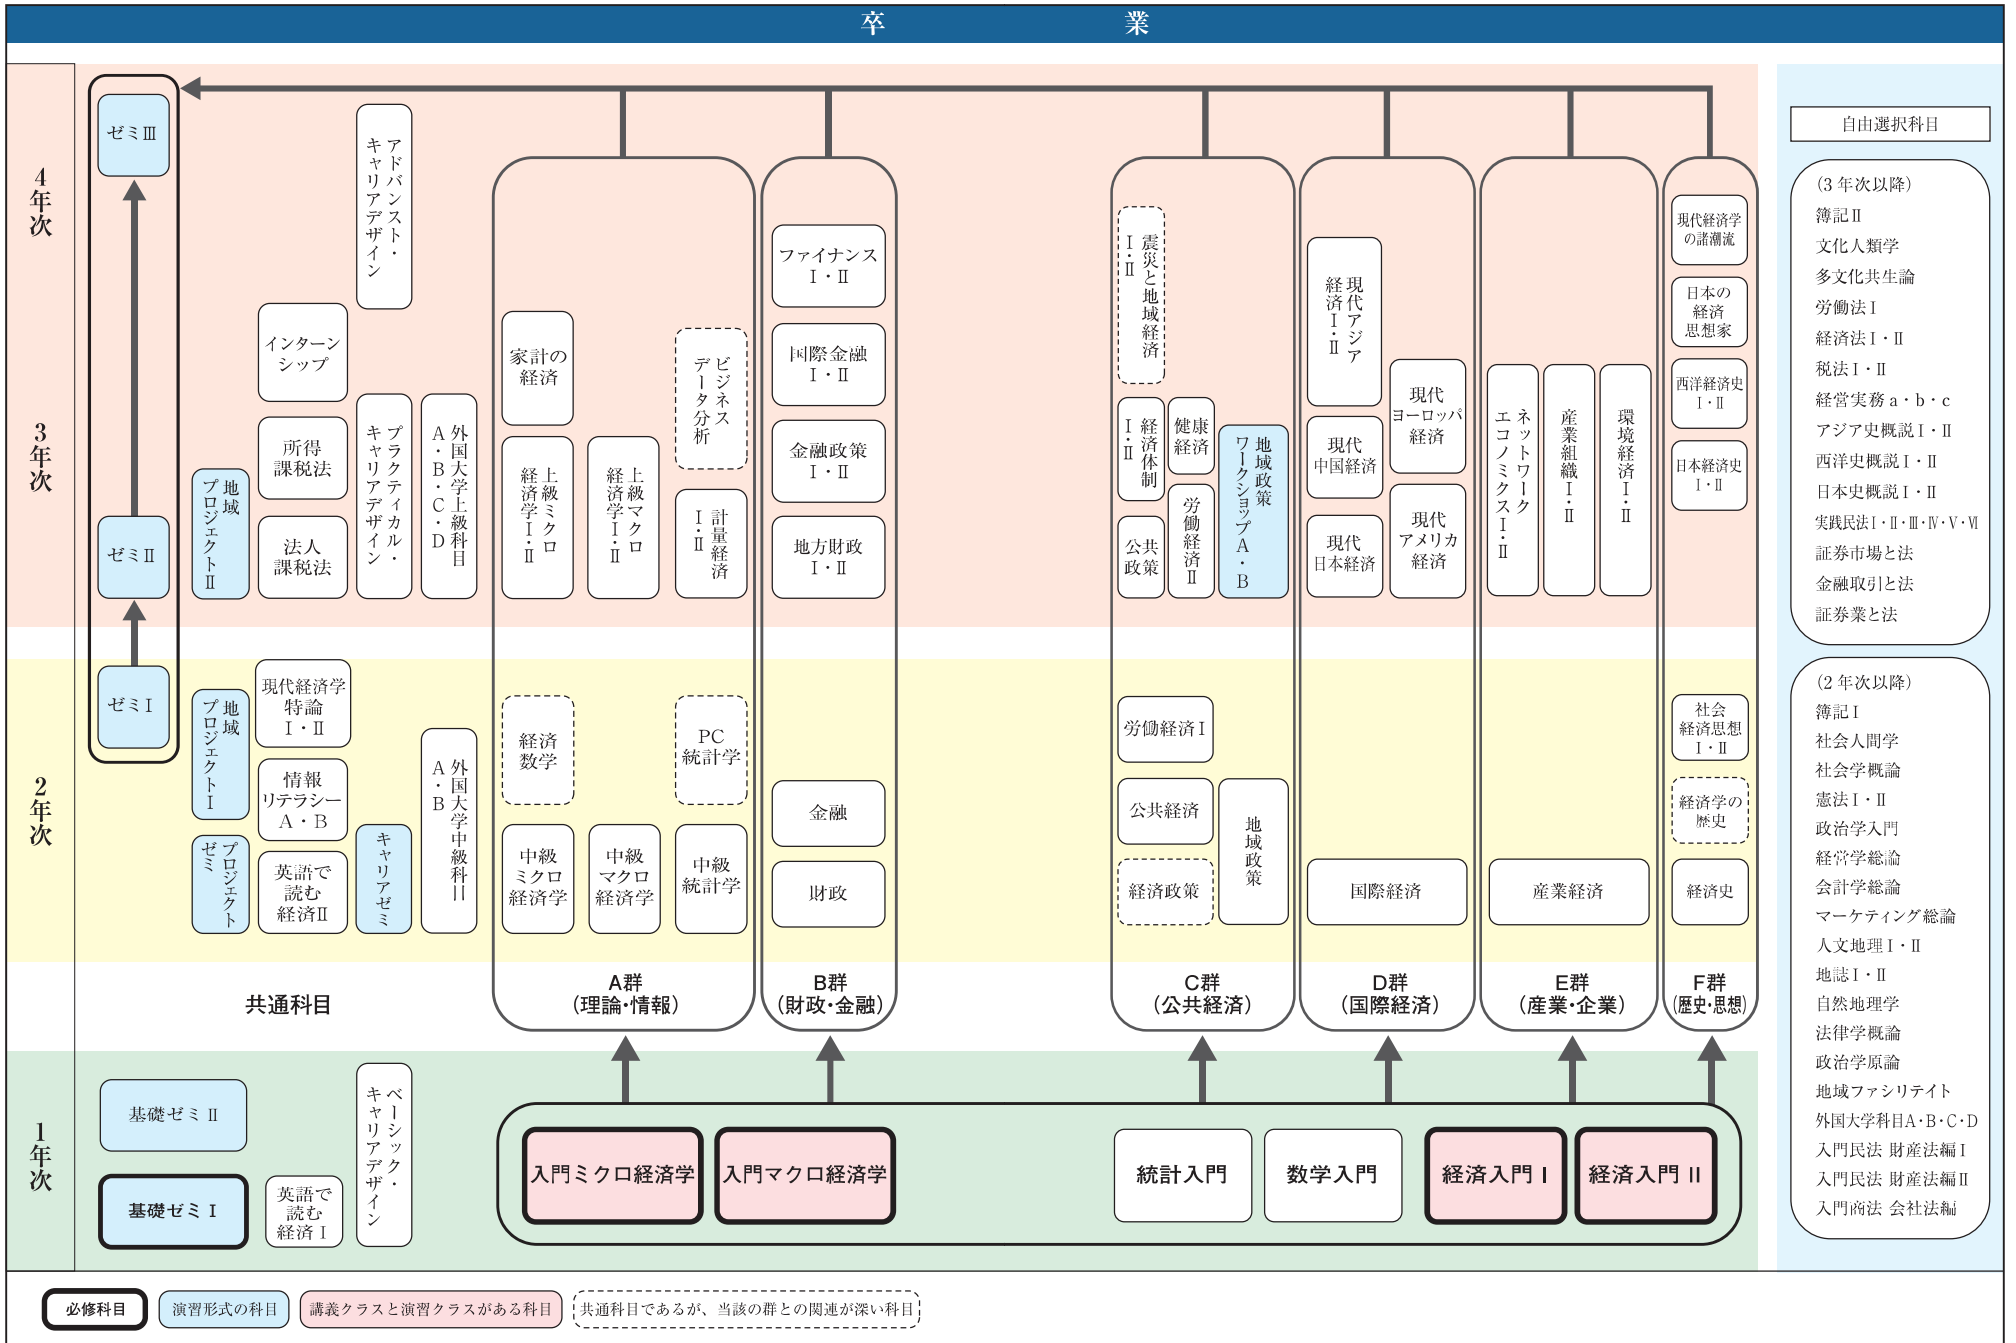 卒　業
4年次
3年次
2年次
1年次
ゼミⅢ
ゼミⅡ
ゼミⅠ
アドバンスト・
キャリアデザイン
インターン
シップ
所得
課税法
法人
課税法
地域
プロジェクトⅡ
プラクティカル・
キャリアデザイン
外国大学上級科目
A・B・C・D
家計の
経済
上級ミクロ
経済学Ⅰ・Ⅱ
上級マクロ
経済学Ⅰ・Ⅱ
ビジネス
データ分析
計量経済
Ⅰ・Ⅱ
ファイナンス
Ⅰ・Ⅱ
国際金融
Ⅰ・Ⅱ
金融政策
Ⅰ・Ⅱ
地方財政
Ⅰ・Ⅱ
震災と地域経済
Ⅰ・Ⅱ
経済体制
Ⅰ・Ⅱ
健康
経済
公共
政策
労働経済Ⅱ
地域政策
ワークショップA・B
現代アジア
経済Ⅰ・Ⅱ
現代
中国経済
現代
日本経済
現代
ヨーロッパ
経済
現代
アメリカ
経済
ネットワーク
エコノミクスⅠ・Ⅱ
産業組織Ⅰ・Ⅱ
環境経済Ⅰ・Ⅱ
現代経済学
の諸潮流
日本の
経済
思想家
西洋経済史
Ⅰ・Ⅱ
日本経済史
Ⅰ・Ⅱ
地域
プロジェクトⅠ
プロジェクト
ゼミ
現代経済学
特論
Ⅰ・Ⅱ
情報
リテラシー
A・B
英語で
読む
経済Ⅱ
キャリアゼミ
外国大学中級科目
A・B
経済
数学
PC
統計学
中級
ミクロ
経済学
中級
マクロ
経済学
中級
統計学
金融
財政
労働経済Ⅰ
公共経済
経済政策
地域政策
国際経済
産業経済
社会
経済思想
Ⅰ・Ⅱ
経済学の
歴史
経済史
共通科目
A群
(理論・情報)
B群
(財政・金融)
C群
(公共経済)
D群
(国際経済)
E群
(産業・企業)
F群
(歴史・思想)
基礎ゼミⅡ
基礎ゼミⅠ
英語で
読む
経済Ⅰ
ベーシック・
キャリアデザイン
入門ミクロ経済学
入門マクロ経済学
統計入門
数学入門
経済入門Ⅰ
経済入門Ⅱ
自由選択科目
(3年次以降)
簿記Ⅱ
文化人類学
多文化共生論
労働法Ⅰ
経済法Ⅰ・Ⅱ
税法Ⅰ・Ⅱ
経営実務a・b・c
アジア史概説Ⅰ・Ⅱ
西洋史概説Ⅰ・Ⅱ
日本史概説Ⅰ・Ⅱ
実践民法Ⅰ・Ⅱ・Ⅲ・Ⅳ・Ⅴ・Ⅵ
証券市場と法
金融取引と法
証券業と法
(2年次以降)
簿記Ⅰ
社会人間学
社会学概論
憲法Ⅰ・Ⅱ
政治学入門
経営学総論
会計学総論
マーケティング総論
人文地理Ⅰ・Ⅱ
地誌Ⅰ・Ⅱ
自然地理学
法律学概論
政治学原論
地域ファシリテイト
外国大学科目A・B・C・D
入門民法 財産法編Ⅰ
入門民法 財産法編Ⅱ
入門商法 会社法編
必修科目
演習形式の科目
講義クラスと演習クラスがある科目
共通科目であるが、当該の群との関連が深い科目